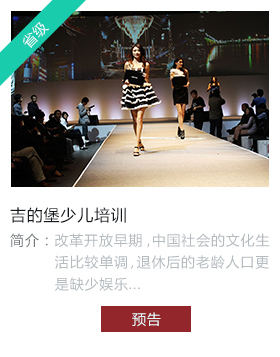 省级
吉的堡少儿培训
简介：改革开放早期,中国社会的文化生
活比较单调,退休后的老龄人口更
是缺少娱乐...
预告